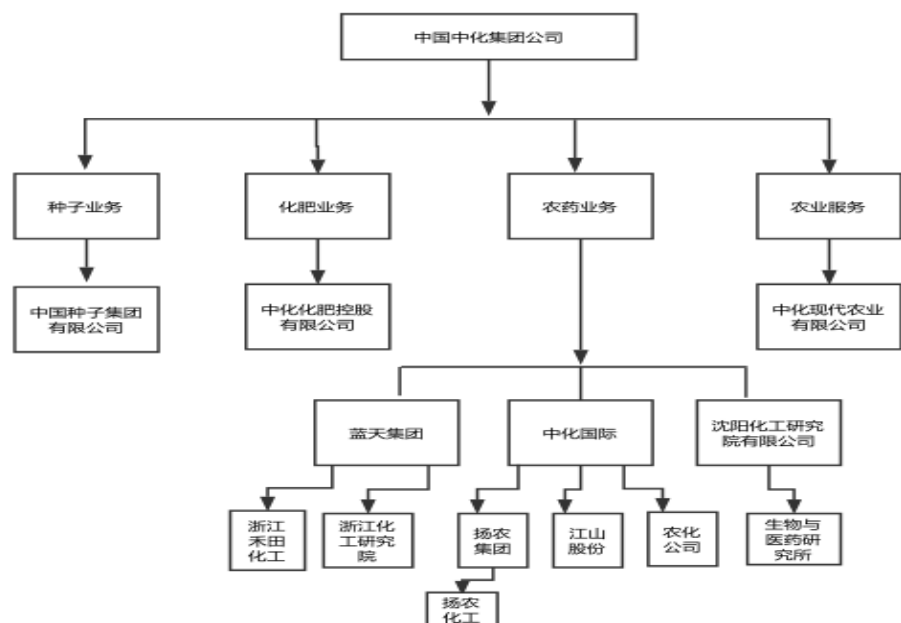 中国中化集团公司
种子业务
化肥业务
农药业务
农业服务
中国种子集团
有限公司
中化化肥控股
有限公司
中化现代农业
有限公司
蓝天集团
中化国际
沈阳化工研究
院有限公司
浙江
禾田
化工
浙江化
工研究
院
扬农
集团
江山
股份
农化
公司
生物与
医药研
究所
扬农
化工